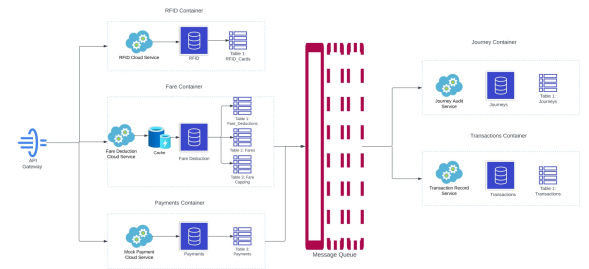 RFID Container
RFID Cloud Service
RFID
Table 1:
RFID_Cards
Fare Container
Fare Deduction
Cloud Service
Cache
Fare Deduction
Table 1:
Fare_Deductions
Table 2: Fares
Table 3: Fare
Capping
API
Gateway
Payments Container
Mock Payment
Cloud Service
Payments
Table 3:
Payments
Message Queue
Journey Container
Journey Audit
Service
Journeys
Table 1:
Journeys
Transactions Container
Transaction Record
Service
Transactions
Table 1:
Transactions